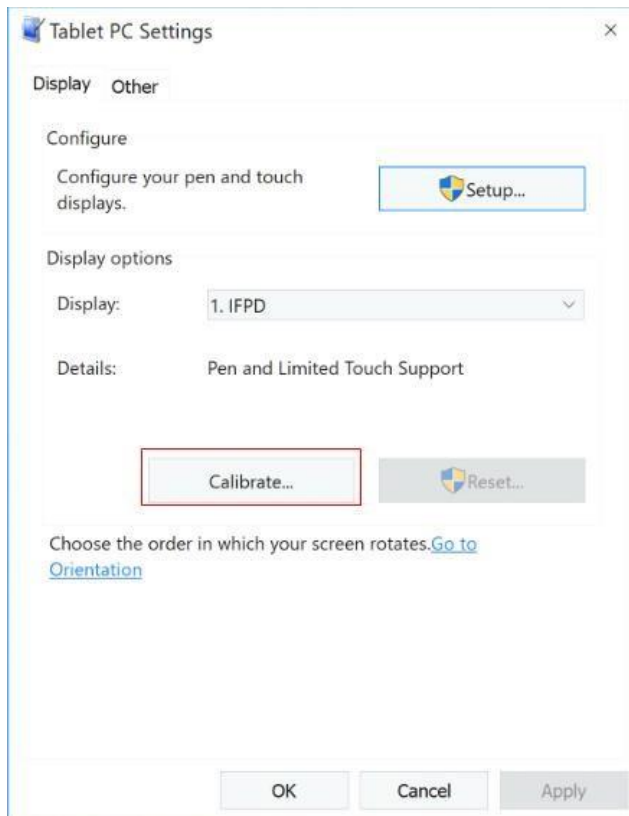 Tablet PC Settings
Display
Other
Configure
Configure your pen and touch
displays.
Setup...
Display options
Display:
1. IFPD
Details:
Pen and Limited Touch Support
Calibrate...
Reset...
Choose the order in which your screen rotates.Go to
Orientation
OK
Cancel
Apply